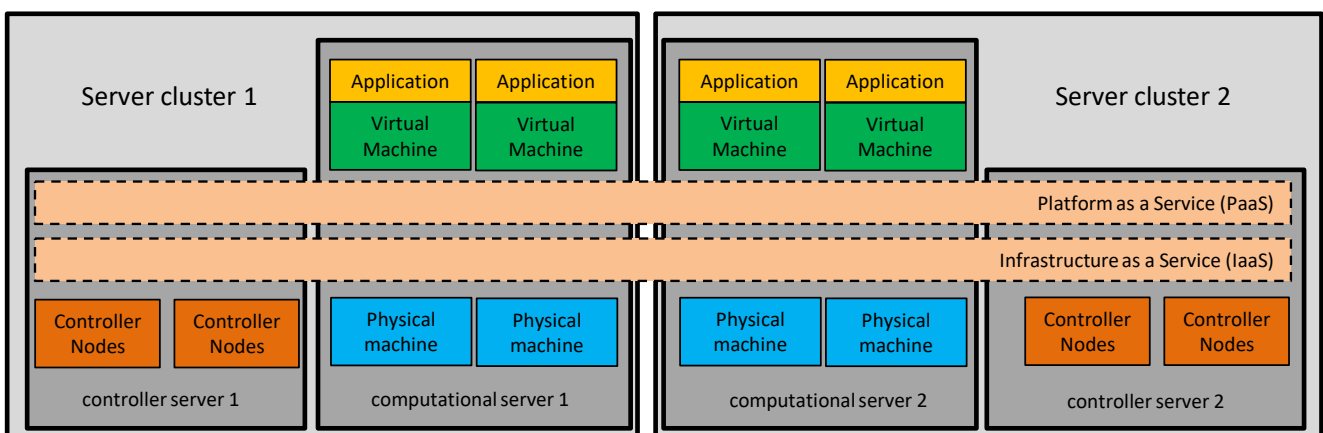 Server cluster 1
Application
Application
Virtual
Machine
Virtual
Machine
Application
Application
Virtual
Machine
Virtual
Machine
Server cluster 2
Platform as a Service (PaaS)
Infrastructure as a Service (IaaS)
Controller
Nodes
Controller
Nodes
controller server 1
Physical
machine
Physical
machine
computational server 1
Physical
machine
Physical
machine
computational server 2
Controller
Nodes
Controller
Nodes
controller server 2